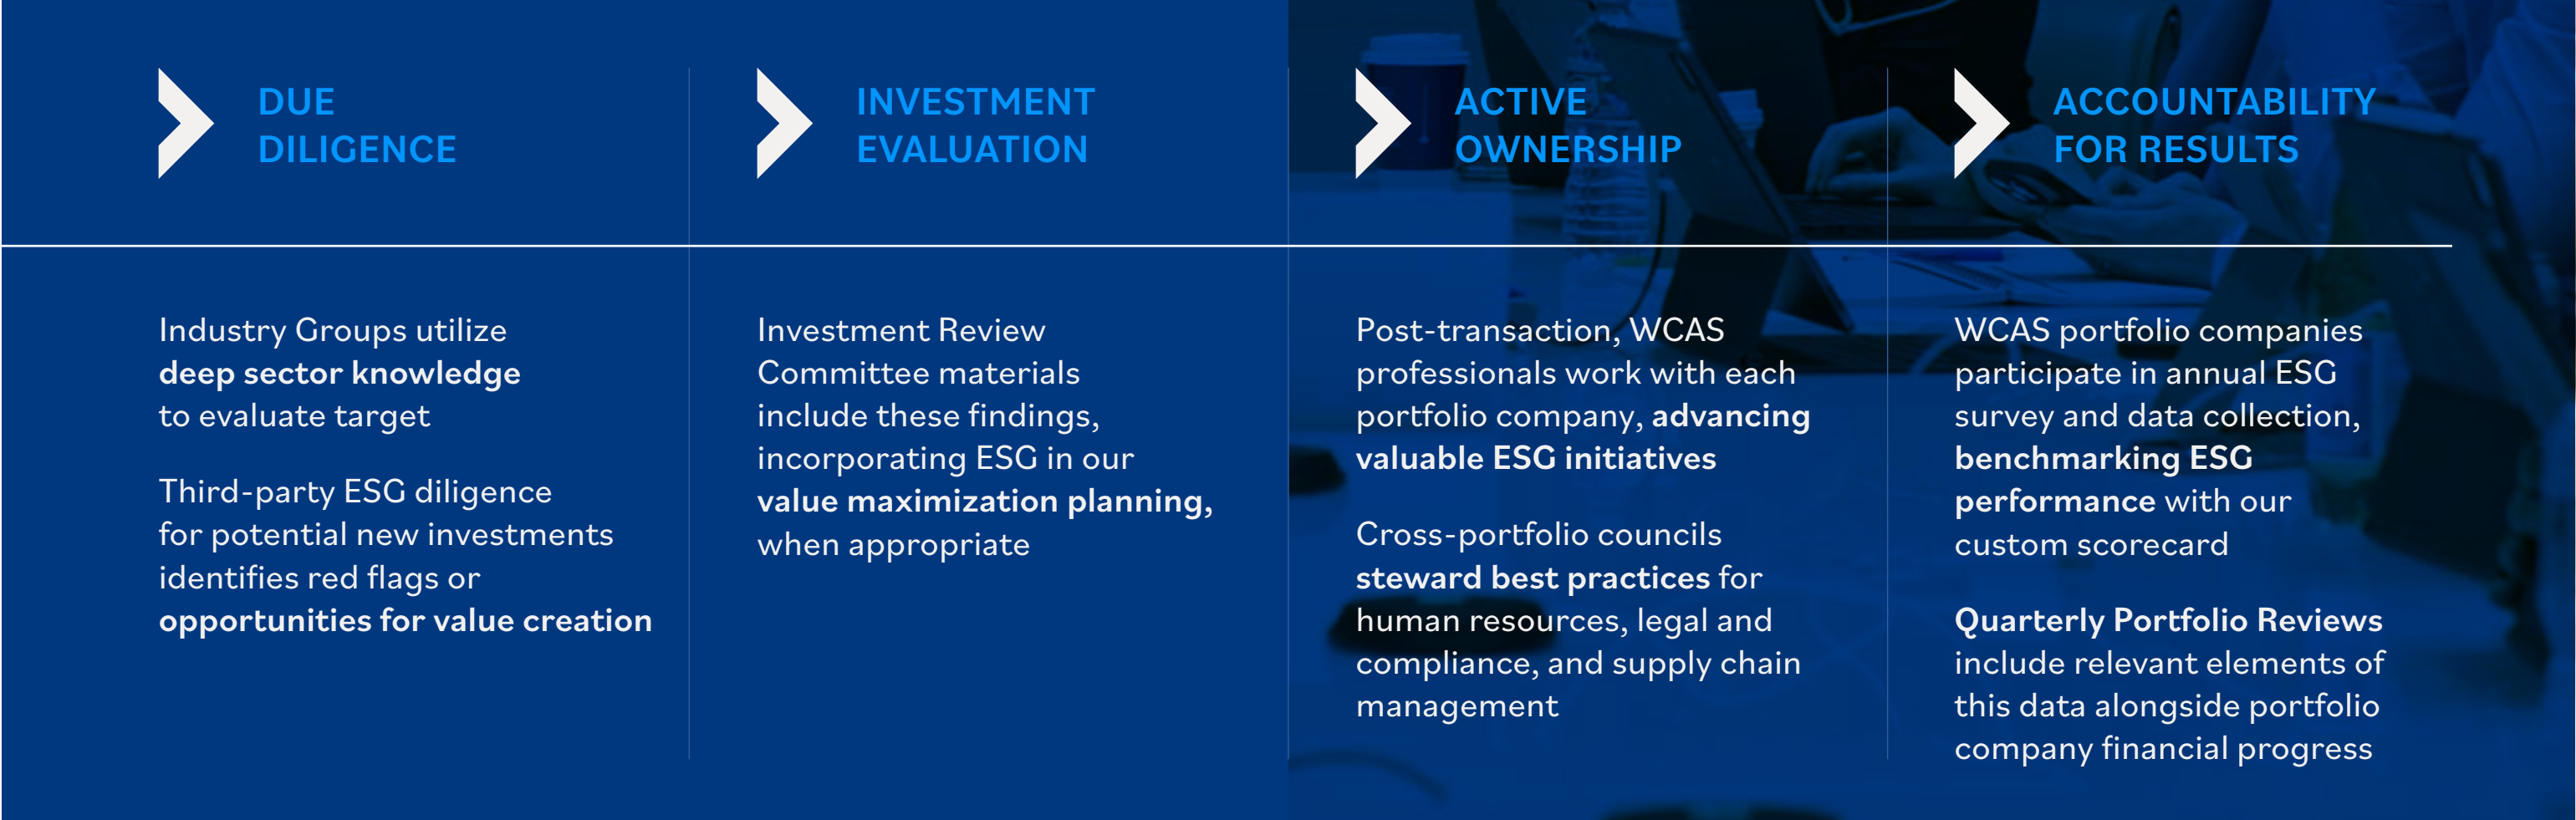 DUE
DILIGENCE
Industry Groups utilize
deep sector knowledge
to evaluate target
Third-party ESG diligence
for potential new investments
identifies red flags or
opportunities for value creation
INVESTMENT
EVALUATION
Investment Review
Committee materials
include these findings,
incorporating ESG in our
value maximization planning,
when appropriate
ACTIVE
OWNERSHIP
Post-transaction, WCAS
professionals work with each
portfolio company, advancing
valuable ESG initiatives
Cross-portfolio councils
steward best practices for
human resources, legal and
compliance, and supply chain
management
ACCOUNTABILITY
FOR RESULTS
WCAS portfolio companies
participate in annual ESG
survey and data collection,
benchmarking ESG
performance with our
custom scorecard
Quarterly Portfolio Reviews
include relevant elements of
this data alongside portfolio
company financial progress